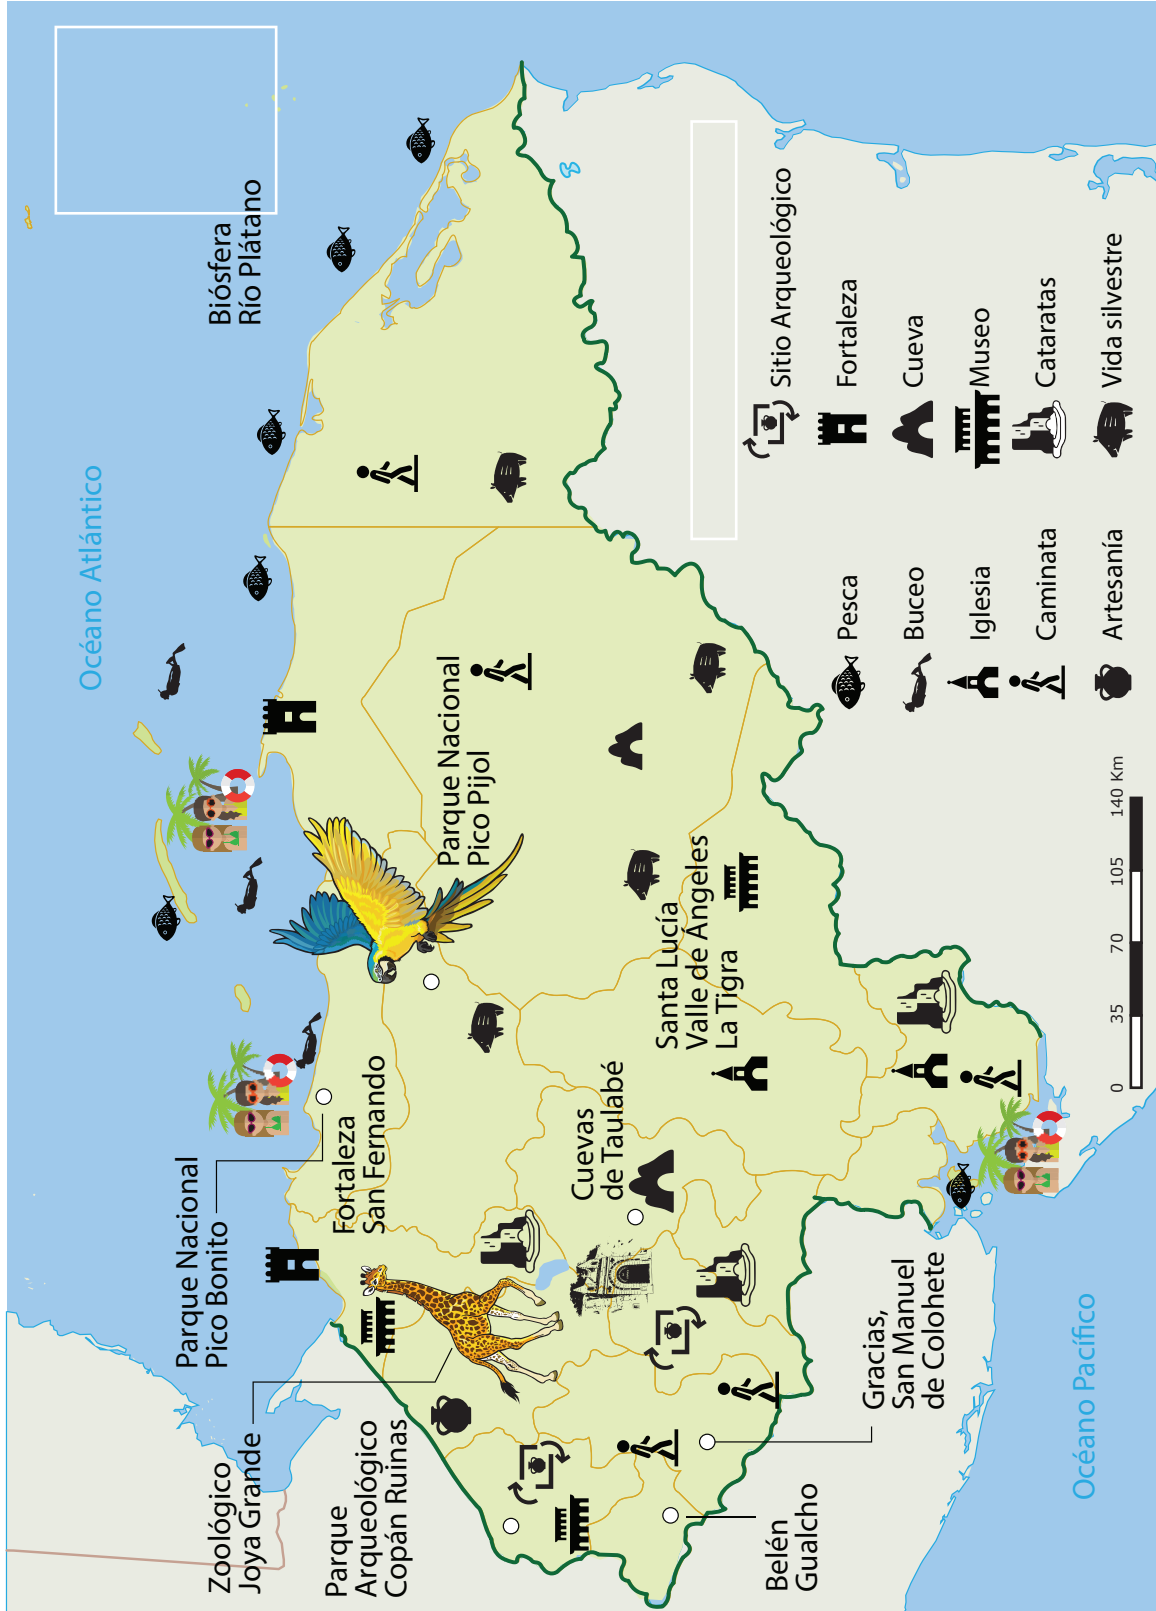 Océano Atlántico
Biósfera
Río Plátano
Parque Nacional
Pico Bonito
Zoológico
Joya Grande
Fortaleza
San Fernando
Parque
Arqueológico
Copán Ruinas
Parque Nacional
Pico Pijol
Cuevas
de Taulabé
Santa Lucía
Valle de Ángeles
La Tigra
Belén
Gualcho
Gracias,
San Manuel
de Colohete
Océano Pacífico
0 35 70 105 140 Km
Pesca
Buceo
Iglesia
Caminata
Artesanía
Sitio Arqueológico
Fortaleza
Cueva
Museo
Cataratas
Vida silvestre